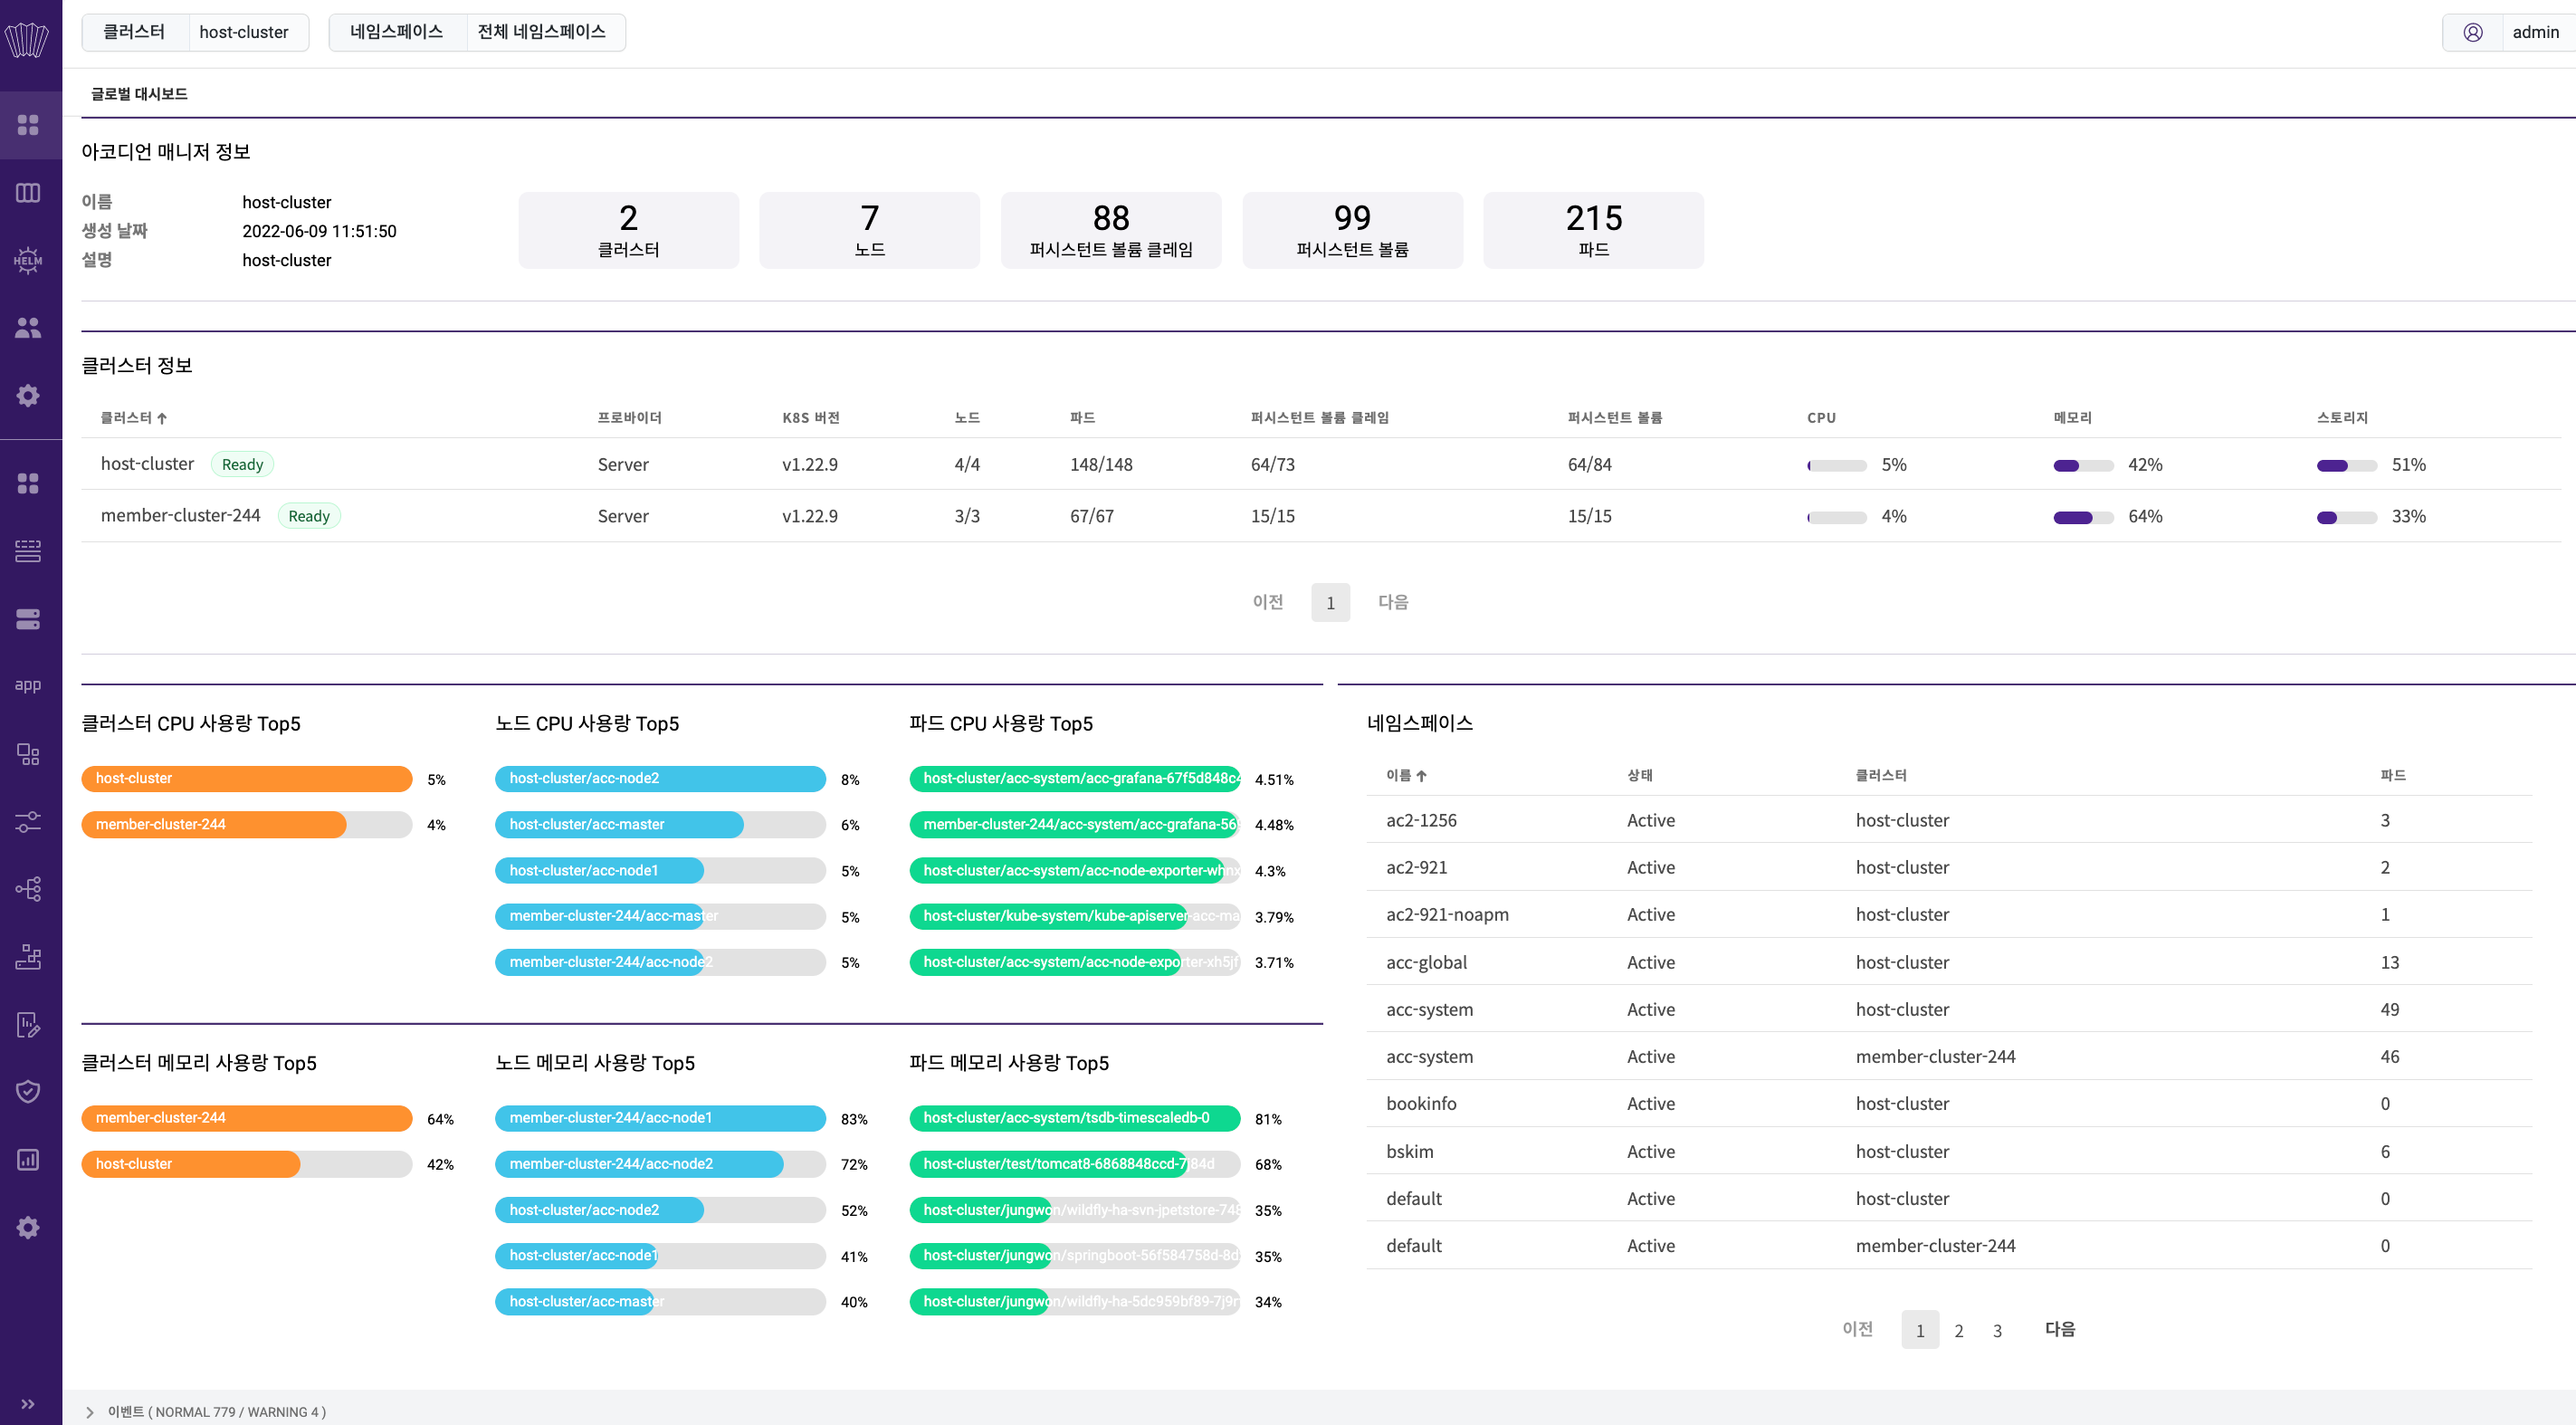 클러스터 host-cluster 네임스페이스 전체 네임스페이스 admin
글로벌 대시보드
HELM
app
아코디언 매니저 정보
이름 host-cluster
생성 날짜 2022-06-09 11:51:50
설명 host-cluster
2 클러스터
7 노드
88 퍼시스턴트 볼륨 클레임
99 퍼시스턴트 볼륨
215 파드
클러스터 정보
클러스터 프로바이더 K8S 버전 노드 파드 퍼시스턴트 볼륨 클레임 퍼시스턴트 볼륨 CPU 메모리 스토리지
host-cluster Ready Server v1.22.9 4/4 148/148 64/73 64/84 5% 42% 51%
member-cluster-244 Ready Server v1.22.9 3/3 67/67 15/15 15/15 4% 64% 33%
이전 1 다음
클러스터 CPU 사용량 Top5
host-cluster 5%
member-cluster-244 4%
노드 CPU 사용량 Top5
host-cluster/acc-node2 8%
host-cluster/acc-master 6%
host-cluster/acc-node1 5%
member-cluster-244/acc-master 5%
member-cluster-244/acc-node2 5%
파드 CPU 사용량 Top5
host-cluster/acc-system/acc-grafana-67f5d848c4 4.51%
member-cluster-244/acc-system/acc-grafana-56 4.48%
host-cluster/acc-system/acc-node-exporter-whnx 4.3%
host-cluster/kube-system/kube-apiserver-acc-ma 3.79%
host-cluster/acc-system/acc-node-exporter-xh5jf 3.71%
클러스터 메모리 사용량 Top5
member-cluster-244 64%
host-cluster 42%
노드 메모리 사용량 Top5
member-cluster-244/acc-node1 83%
member-cluster-244/acc-node2 72%
host-cluster/acc-node2 52%
host-cluster/acc-node1 41%
host-cluster/acc-master 40%
파드 메모리 사용량 Top5
host-cluster/acc-system/tsdb-timescaledb-0 81%
host-cluster/test/tomcat8-6868848ccd-7j84d 68%
host-cluster/jungwon/wildfly-ha-svn-jpetstore-748 35%
host-cluster/jungwon/springboot-56f584758d-8d 35%
host-cluster/jungwon/wildfly-ha-5dc959bf89-7j9r 34%
네임스페이스
이름 상태 클러스터 파드
ac2-1256 Active host-cluster 3
ac2-921 Active host-cluster 2
ac2-921-noapm Active host-cluster 1
acc-global Active host-cluster 13
acc-system Active host-cluster 49
acc-system Active member-cluster-244 46
bookinfo Active host-cluster 0
bskim Active host-cluster 6
default Active host-cluster 0
default Active member-cluster-244 0
이전 1 2 3 다음
이벤트 ( NORMAL 779 / WARNING 4 )